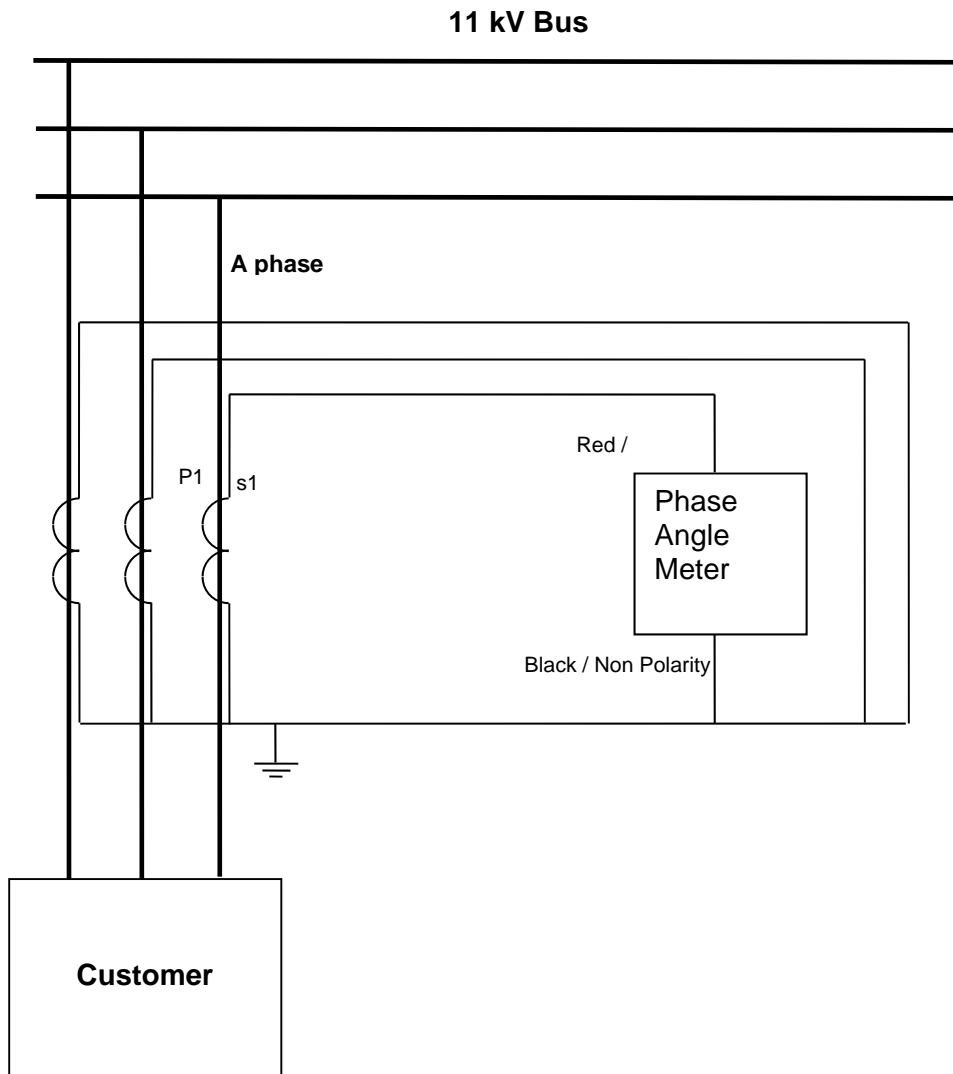 11 kV Bus
A phase
Red /
P1
s1
Phase
Angle
Meter
Black / Non Polarity
Customer